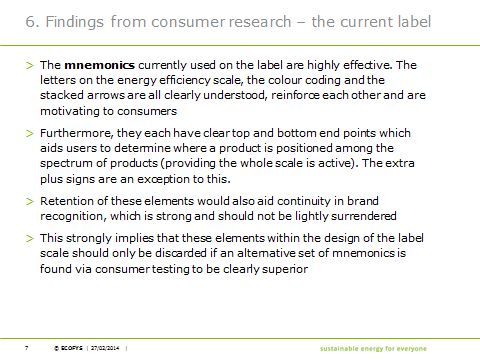 6. Findings from consumer research – the current label
> The mnemonics currently used on the label are highly effective. The
letters on the energy efficiency scale, the colour coding and the
stacked arrows are all clearly understood, reinforce each other and are
motivating to consumers
> Furthermore, they each have clear top and bottom end points which
aids users to determine where a product is positioned among the
spectrum of products (providing the whole scale is active). The extra
plus signs are an exception to this.
> Retention of these elements would also aid continuity in brand
recognition, which is strong and should not be lightly surrendered
> This strongly implies that these elements within the design of the label
scale should only be discarded if an alternative set of mnemonics is
found via consumer testing to be clearly superior
7 © ECOFYS | 27/02/2014 | sustainable energy for everyone